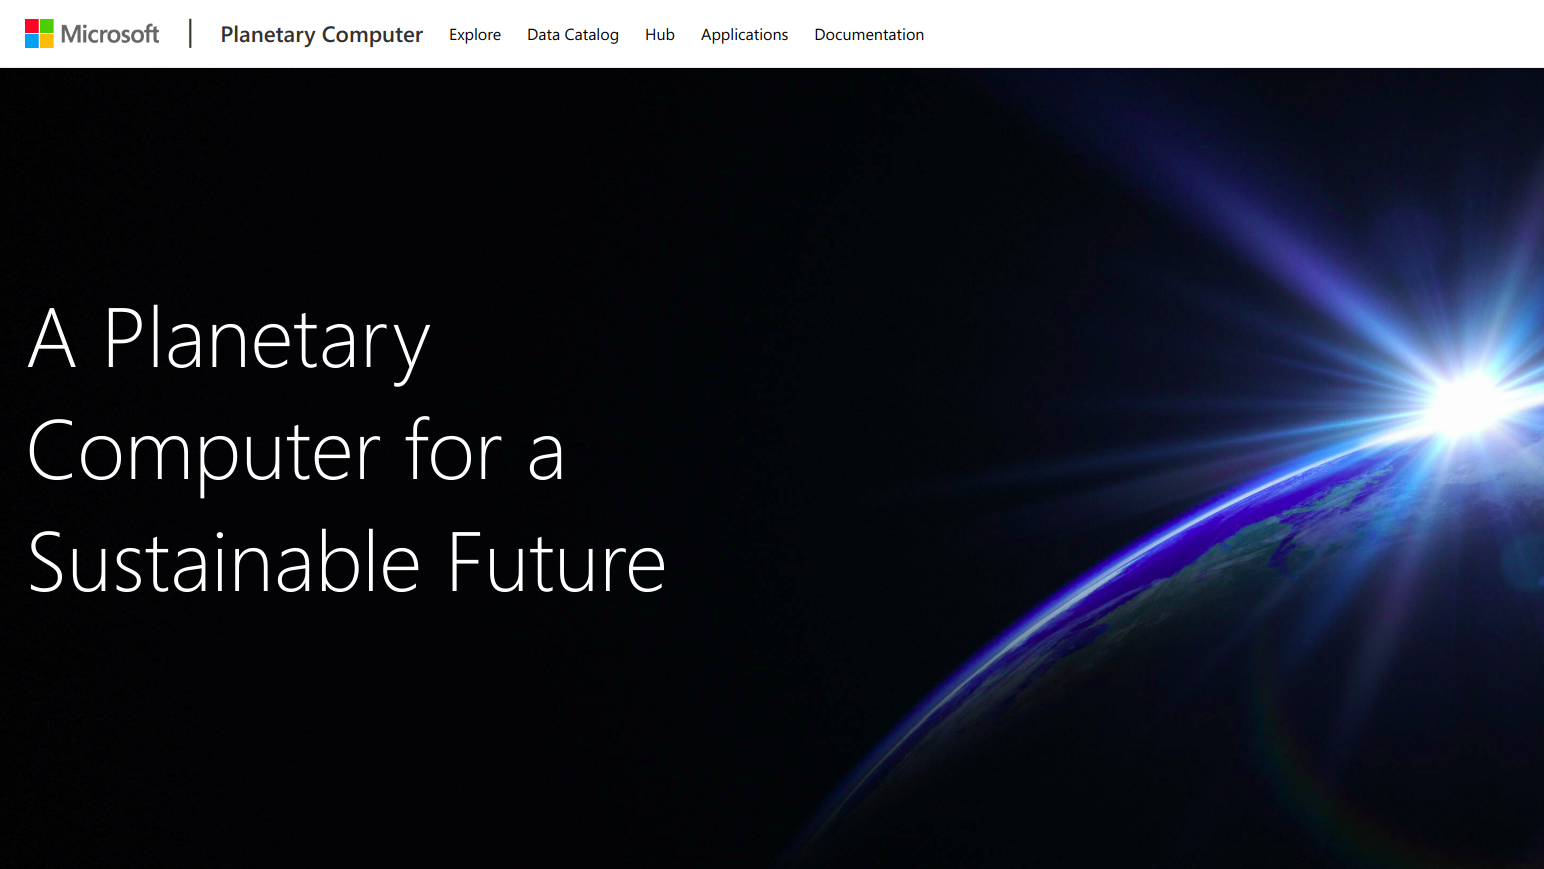 Microsoft | Planetary Computer Explore Data Catalog Hub Applications Documentation
A Planetary
Computer for a
Sustainable Future